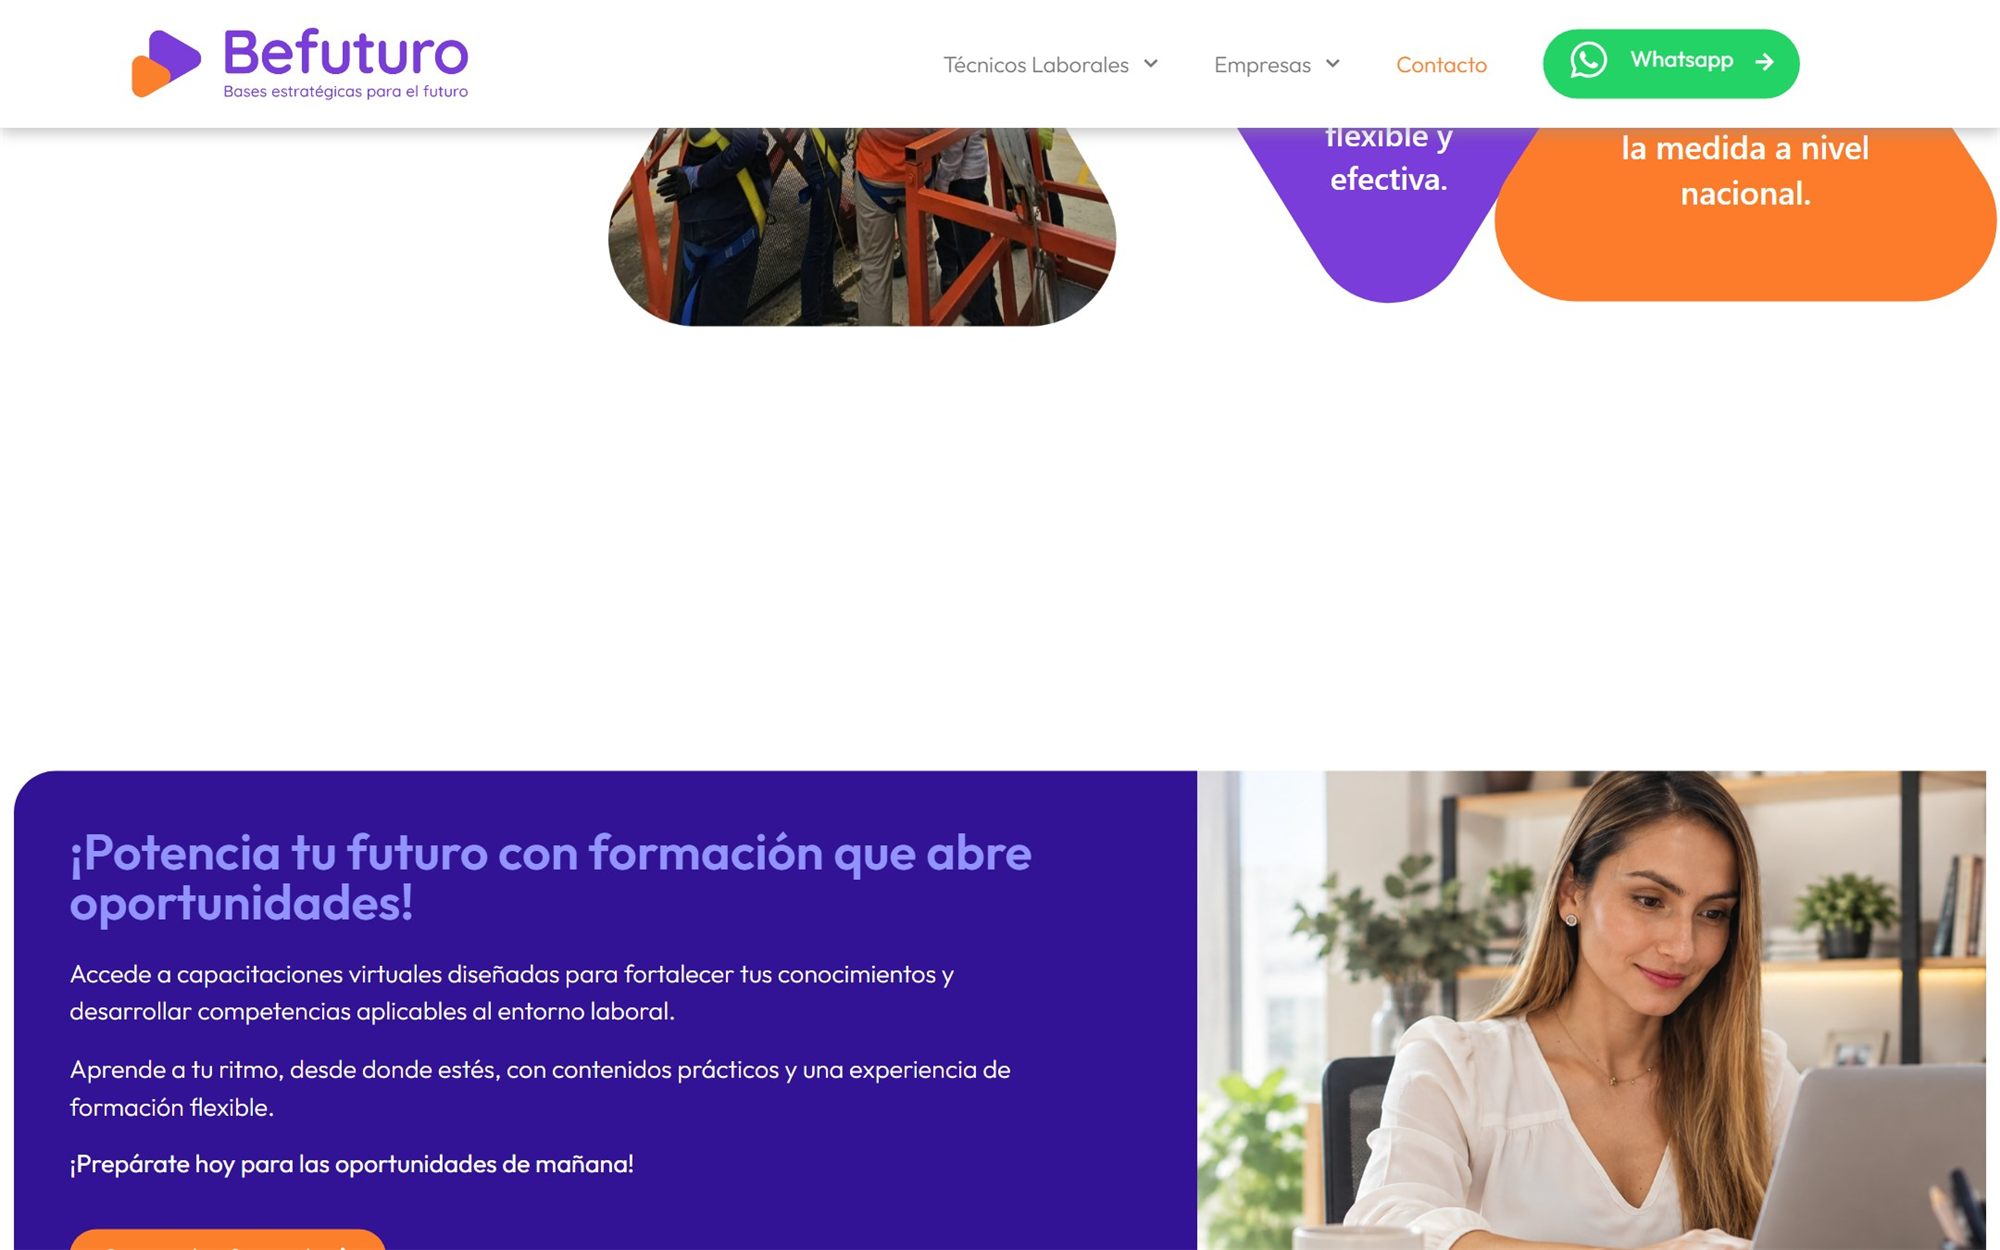 Befuturo
Bases estratégicas para el futuro
Técnicos Laborales
Empresas
Contacto
Whatsapp
flexible y
efectiva.
la medida a nivel
nacional.
¡Potencia tu futuro con formación que abre
oportunidades!
Accede a capacitaciones virtuales diseñadas para fortalecer tus conocimientos y
desarrollar competencias aplicables al entorno laboral.
Aprende a tu ritmo, desde donde estés, con contenidos prácticos y una experiencia de
formación flexible.
¡Prepárate hoy para las oportunidades de mañana!